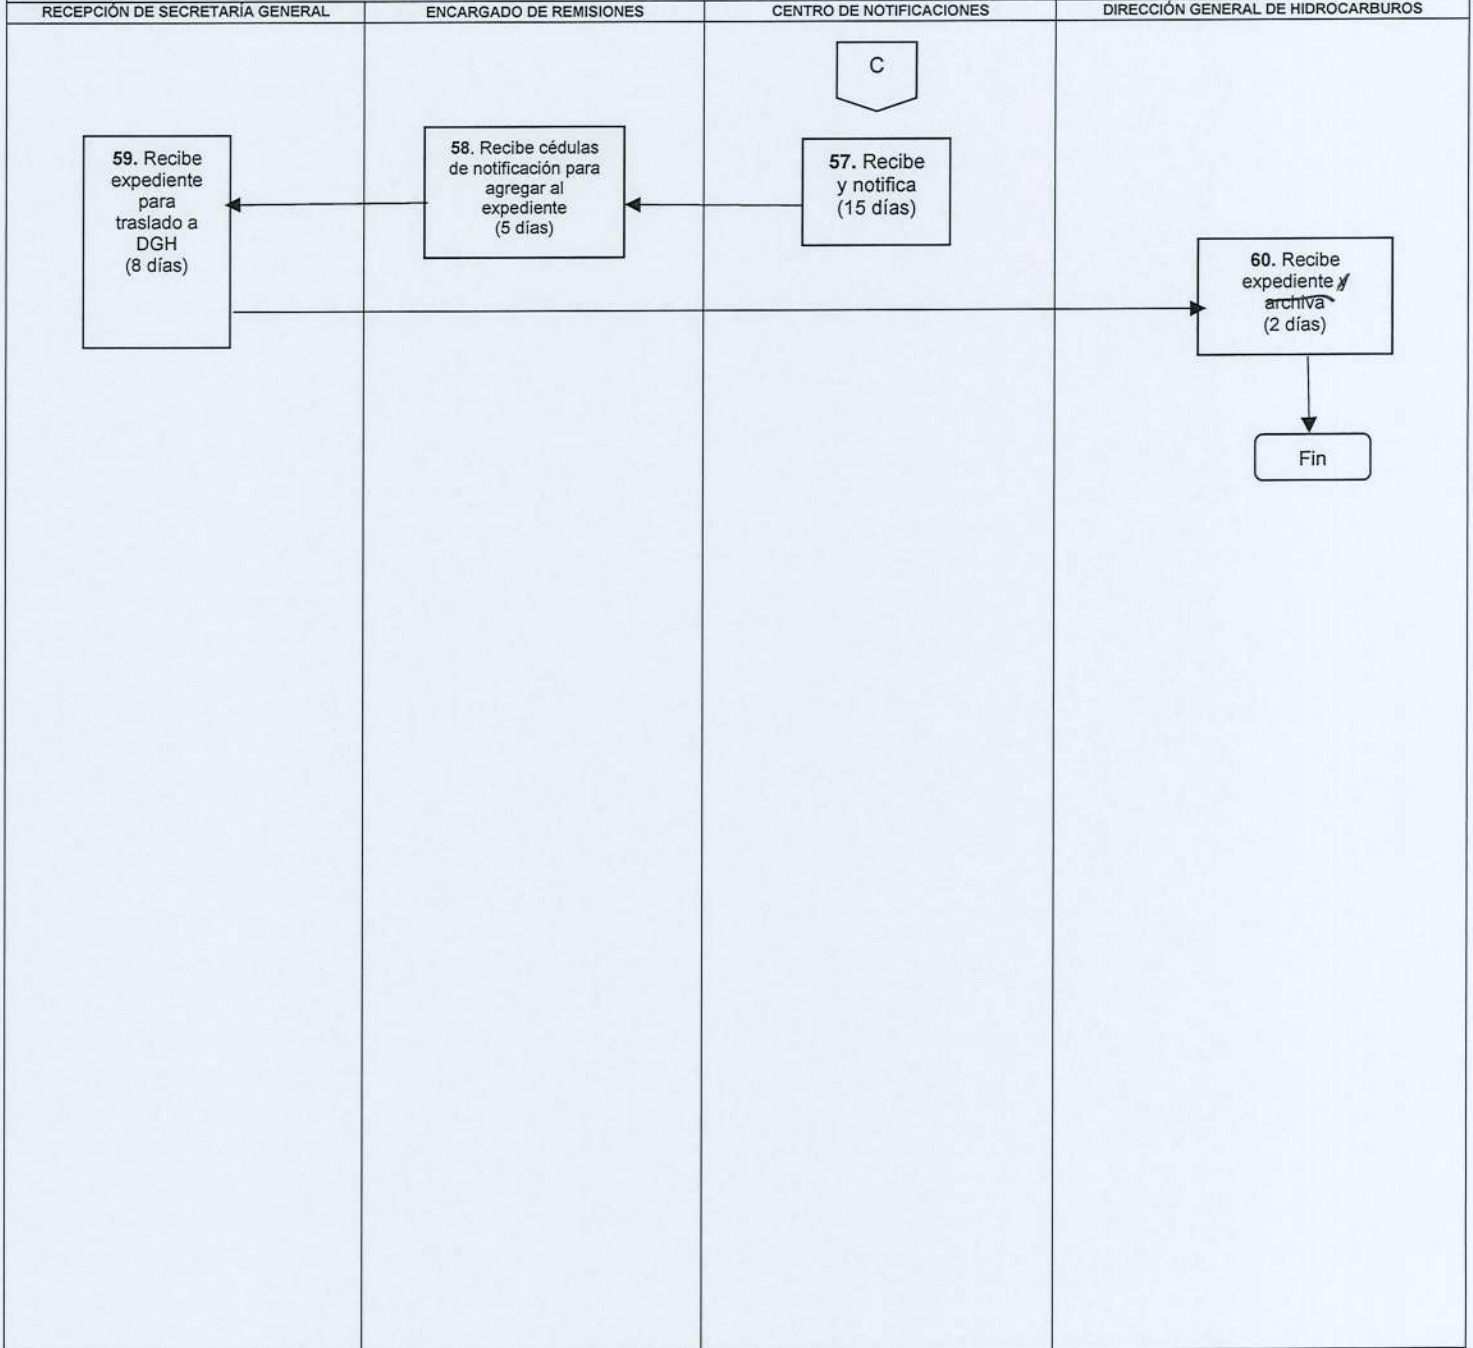 RECEPCIÓN DE SECRETARÍA GENERAL
ENCARGADO DE REMISIONES
CENTRO DE NOTIFICACIONES
DIRECCIÓN GENERAL DE HIDROCARBUROS
C
59. Recibe
expediente
para
traslado a
DGH
(8 días)
58. Recibe cédulas
de notificación para
agregar al
expediente
(5 días)
57. Recibe
y notifica
(15 días)
60. Recibe
expediente y
archiva
(2 días)
Fin